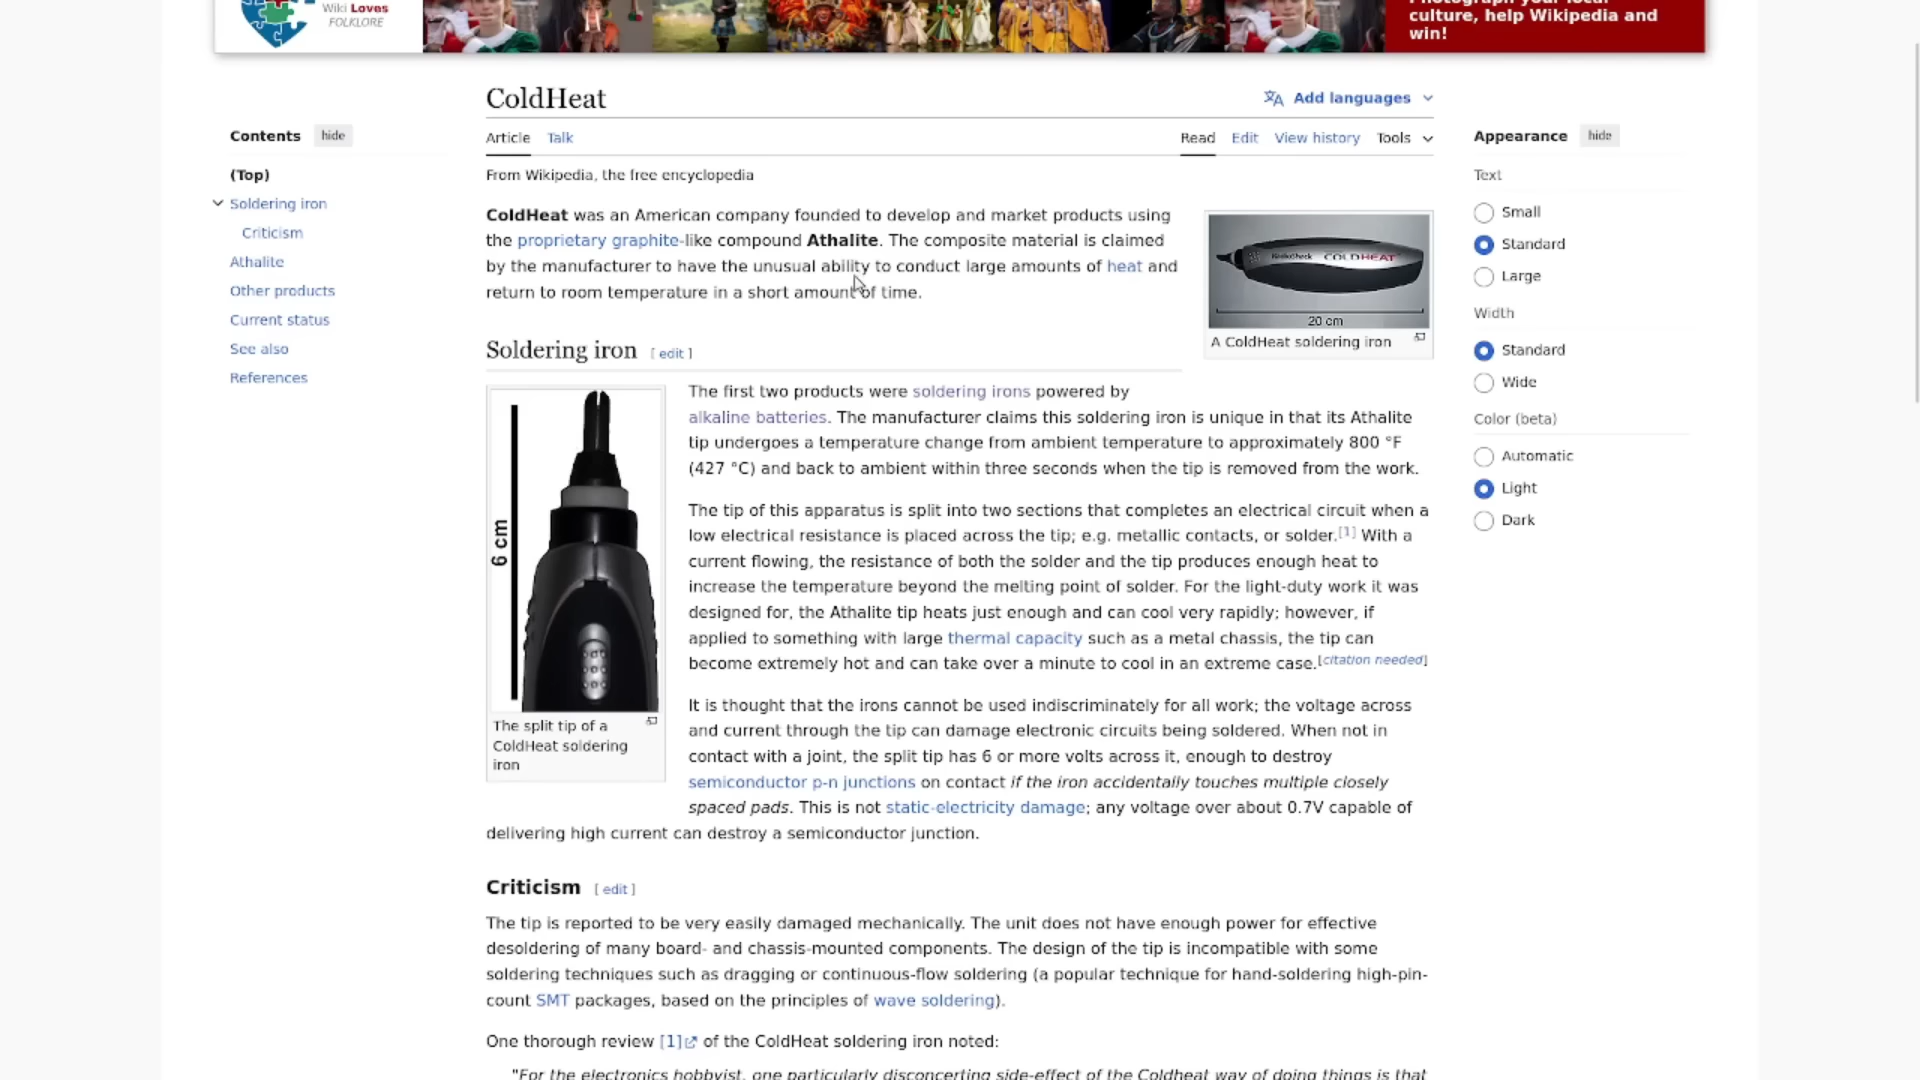 Wiki Loves
FOLKLORE
culture, help Wikipedia and
win!
ColdHeat
Add languages
Contents hide
Article Talk
Read Edit View history Tools
Appearance hide
From Wikipedia, the free encyclopedia
(Top)
Soldering iron
Criticism
Athalite
Other products
Current status
See also
References
ColdHeat was an American company founded to develop and market products using
the proprietary graphite-like compound Athalite. The composite material is claimed
by the manufacturer to have the unusual ability to conduct large amounts of heat and
return to room temperature in a short amount of time.
COLDHEAT
20 cm
A ColdHeat soldering iron
Soldering iron [ edit ]
6 cm
The split tip of a
ColdHeat soldering
iron
The first two products were soldering irons powered by
alkaline batteries. The manufacturer claims this soldering iron is unique in that its Athalite
tip undergoes a temperature change from ambient temperature to approximately 800 °F
(427 °C) and back to ambient within three seconds when the tip is removed from the work.
The tip of this apparatus is split into two sections that completes an electrical circuit when a
low electrical resistance is placed across the tip; e.g. metallic contacts, or solder.[1] With a
current flowing, the resistance of both the solder and the tip produces enough heat to
increase the temperature beyond the melting point of solder. For the light-duty work it was
designed for, the Athalite tip heats just enough and can cool very rapidly; however, if
applied to something with large thermal capacity such as a metal chassis, the tip can
become extremely hot and can take over a minute to cool in an extreme case.[citation needed]
It is thought that the irons cannot be used indiscriminately for all work; the voltage across
and current through the tip can damage electronic circuits being soldered. When not in
contact with a joint, the split tip has 6 or more volts across it, enough to destroy
semiconductor p-n junctions on contact if the iron accidentally touches multiple closely
spaced pads. This is not static-electricity damage; any voltage over about 0.7V capable of
delivering high current can destroy a semiconductor junction.
Criticism [ edit ]
The tip is reported to be very easily damaged mechanically. The unit does not have enough power for effective
desoldering of many board- and chassis-mounted components. The design of the tip is incompatible with some
soldering techniques such as dragging or continuous-flow soldering (a popular technique for hand-soldering high-pin-
count SMT packages, based on the principles of wave soldering).
One thorough review [1] of the ColdHeat soldering iron noted:
"For the electronics hobbyist, one particularly disconcerting side-effect of the Coldheat way of doing things is that
Text
Small
Standard
Large
Width
Standard
Wide
Color (beta)
Automatic
Light
Dark